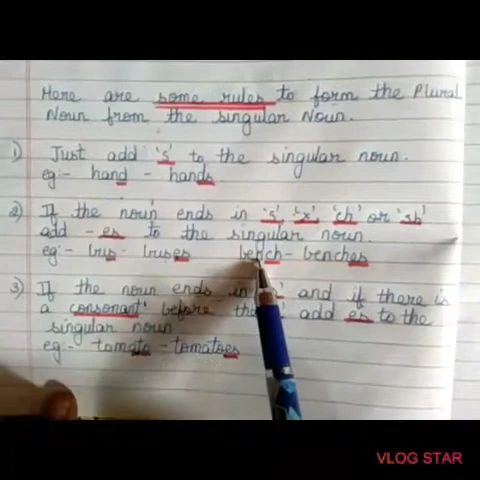 Here are some rules to form the Plural
Noun from the singular Noun.
1) Just add 's' to the singular noun.
eg:- hand - hands
2) If the noun ends in 's', 'x', 'ch' or 'sh'
add - es to the singular noun.
eg:- bus - buses bench - benches
3) If the noun ends in and if there is
a consonant before the add es to the
singular noun
eg:- tomato - tomatoes
VLOG STAR